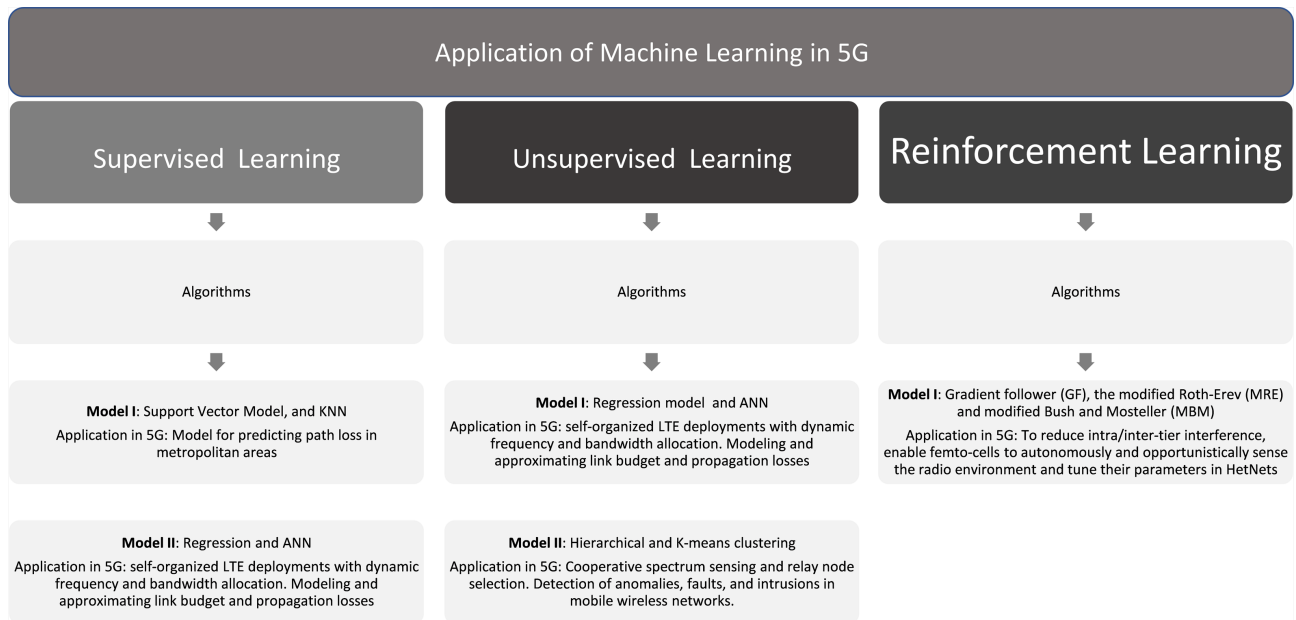 Application of Machine Learning in 5G
Supervised Learning
Algorithms
Model I: Support Vector Model, and KNN
Application in 5G: Model for predicting path loss in
metropolitan areas
Model II: Regression and ANN
Application in 5G: self-organized LTE deployments with dynamic
frequency and bandwidth allocation. Modeling and
approximating link budget and propagation losses
Unsupervised Learning
Algorithms
Model I: Regression model and ANN
Application in 5G: self-organized LTE deployments with dynamic
frequency and bandwidth allocation. Modeling and
approximating link budget and propagation losses
Model II: Hierarchical and K-means clustering
Application in 5G: Cooperative spectrum sensing and relay node
selection. Detection of anomalies, faults, and intrusions in
mobile wireless networks.
Reinforcement Learning
Algorithms
Model I: Gradient follower (GF), the modified Roth-Erev (MRE)
and modified Bush and Mosteller (MBM)
Application in 5G: To reduce intra/inter-tier interference,
enable femto-cells to autonomously and opportunistically sense
the radio environment and tune their parameters in HetNets